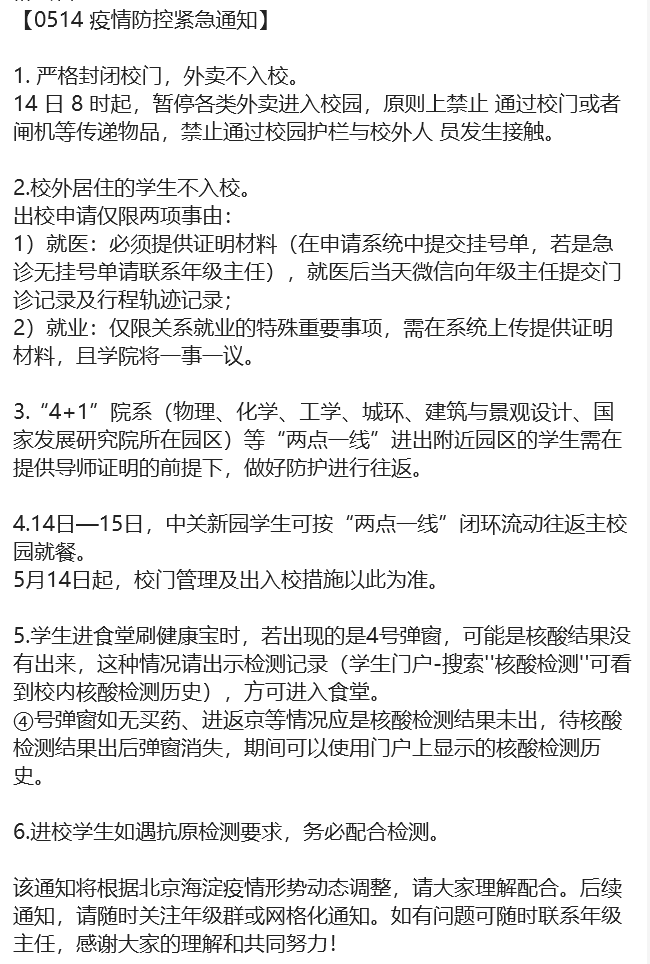 【0514 疫情防控紧急通知】
1. 严格封闭校门，外卖不入校。
14 日 8 时起，暂停各类外卖进入校园，原则上禁止 通过校门或者
闸机等传递物品，禁止通过校园护栏与校外人 员发生接触。
2.校外居住的学生不入校。
出校申请仅限两项事由：
1）就医：必须提供证明材料（在申请系统中提交挂号单，若是急
诊无挂号单请联系年级主任），就医后当天微信向年级主任提交门
诊记录及行程轨迹记录；
2）就业：仅限关系就业的特殊重要事项，需在系统上传提供证明
材料，且学院将一事一议。
3.“4+1”院系（物理、化学、工学、城环、建筑与景观设计、国
家发展研究院所在园区）等“两点一线”进出附近园区的学生需在
提供导师证明的前提下，做好防护进行往返。
4.14日—15日，中关新园学生可按“两点一线”闭环流动往返主校
园就餐。
5月14日起，校门管理及出入校措施以此为准。
5.学生进食堂刷健康宝时，若出现的是4号弹窗，可能是核酸结果没
有出来，这种情况请出示检测记录（学生门户-搜索''核酸检测''可看
到校内核酸检测历史），方可进入食堂。
④号弹窗如无买药、进返京等情况应是核酸检测结果未出，待核酸
检测结果出后弹窗消失，期间可以使用门户上显示的核酸检测历
史。
6.进校学生如遇抗原检测要求，务必配合检测。
该通知将根据北京海淀疫情形势动态调整，请大家理解配合。后续
通知，请随时关注年级群或网格化通知。如有问题可随时联系年级
主任，感谢大家的理解和共同努力！